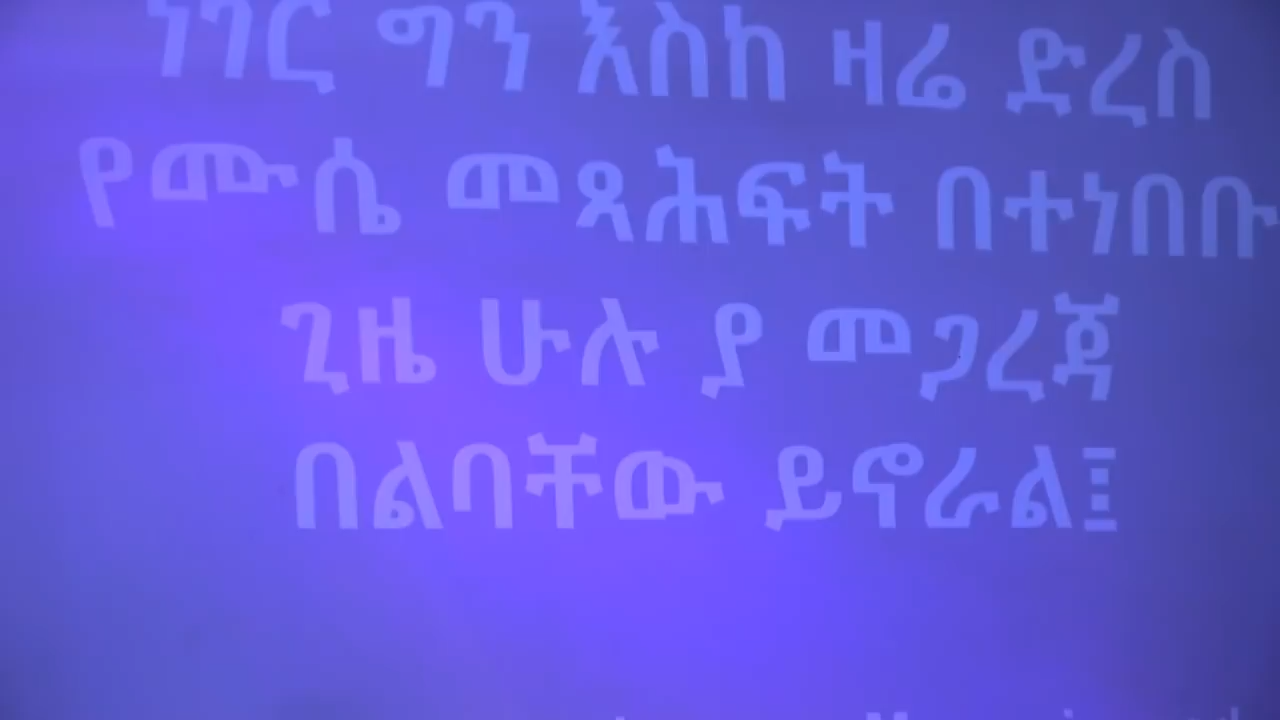 ነገር ግን እስከ ዛሬ ድረስ
የሙሴ መጻሕፍት በተነበቡ
ጊዜ ሁሉ ያ መጋረጃ
በልባቸው ይኖራል፤